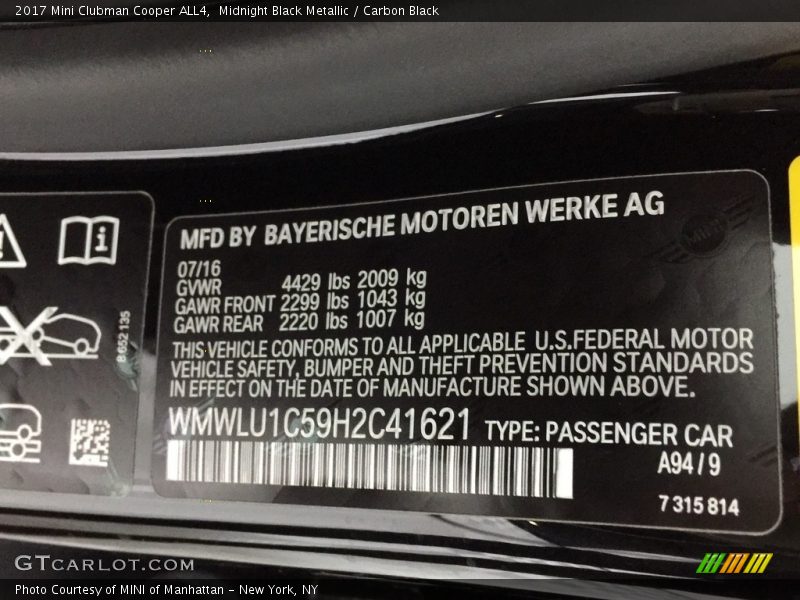 2017 Mini Clubman Cooper ALL4,  Midnight Black Metallic / Carbon Black
MFD BY BAYERISCHE MOTOREN WERKE AG
07/16
GVWR 4429 lbs 2009 kg
GAWR FRONT 2299 lbs 1043 kg
GAWR REAR 2220 lbs 1007 kg
THIS VEHICLE CONFORMS TO ALL APPLICABLE U.S.FEDERAL MOTOR
VEHICLE SAFETY, BUMPER AND THEFT PREVENTION STANDARDS
IN EFFECT ON THE DATE OF MANUFACTURE SHOWN ABOVE.
WMWLU1C59H2C41621 TYPE: PASSENGER CAR
A94/9
7 315 814
8 052 135
GTCARLOT.COM
Photo Courtesy of MINI of Manhattan - New York, NY